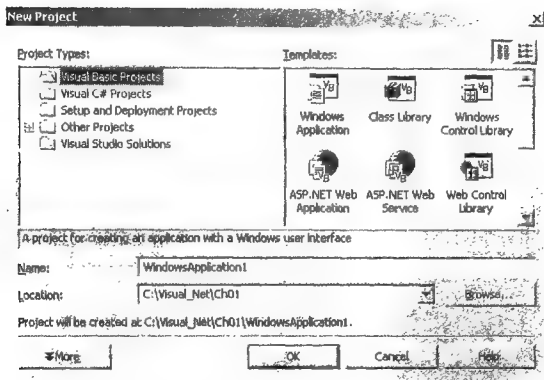 New Project
Project Types:
Templates:
Visual Basic Projects
Visual C# Projects
Setup and Deployment Projects
Other Projects
Visual Studio Solutions
Windows Application
Class Library
Windows Control Library
ASP.NET Web Application
ASP.NET Web Service
Web Control Library
A project for creating an application with a Windows user interface
Name:
WindowsApplication1
Location:
C:\Visual_Net\Ch01
Browse...
Project will be created at C:\Visual_Net\Ch01\WindowsApplication1.
More
OK
Cancel
Help